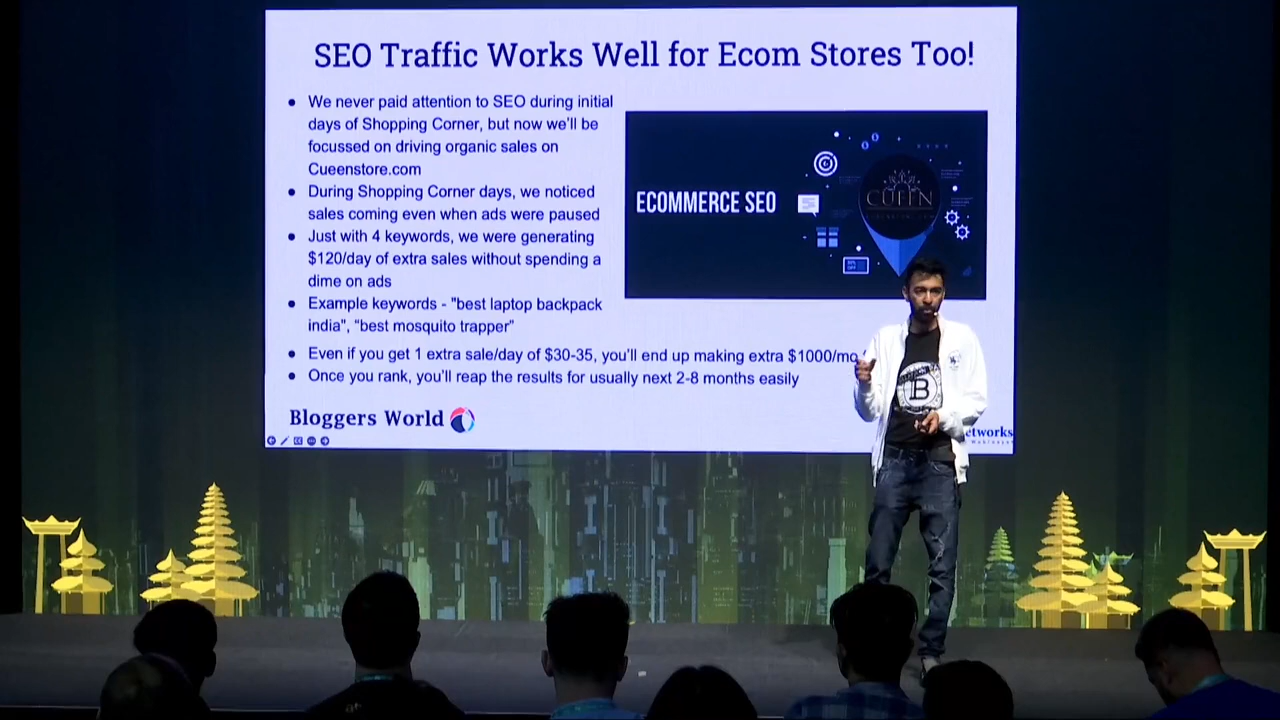 SEO Traffic Works Well for Ecom Stores Too!
● We never paid attention to SEO during initial
days of Shopping Corner, but now we'll be
focussed on driving organic sales on
Cueenstore.com
● During Shopping Corner days, we noticed
sales coming even when ads were paused
● Just with 4 keywords, we were generating
$120/day of extra sales without spending a
dime on ads
● Example keywords - "best laptop backpack
india", "best mosquito trapper"
● Even if you get 1 extra sale/day of $30-35, you'll end up making extra $1000/mo
● Once you rank, you'll reap the results for usually next 2-8 months easily
ECOMMERCE SEO
CUEEN
B
Bloggers World
etworks